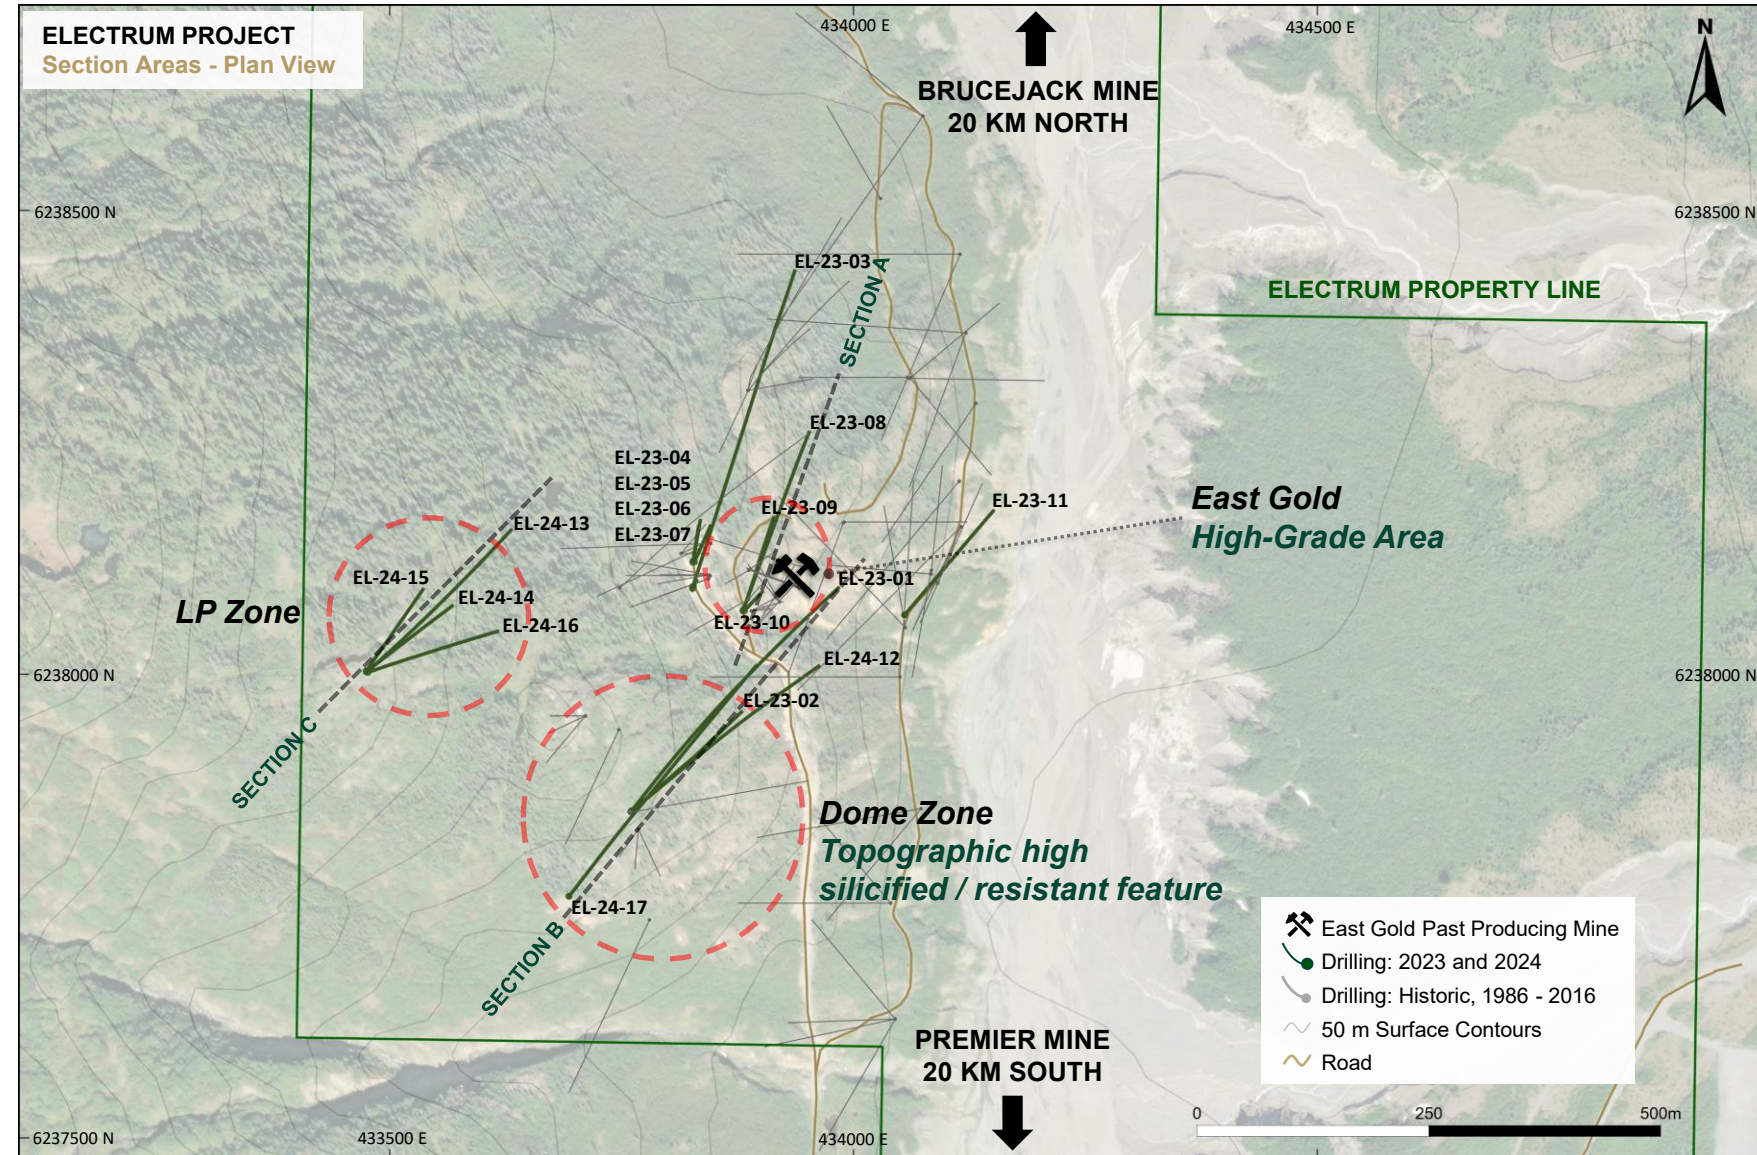 ELECTRUM PROJECT
Section Areas - Plan View
434000 E
434500 E
N
BRUCEJACK MINE
20 KM NORTH
6238500 N
6238500 N
EL-23-03
SECTION A
ELECTRUM PROPERTY LINE
EL-23-08
EL-23-04
EL-23-05
EL-23-06
EL-23-07
EL-23-09
EL-23-11
East Gold
High-Grade Area
EL-24-13
EL-24-15
EL-24-14
EL-24-16
LP Zone
EL-23-01
EL-23-10
EL-24-12
6238000 N
6238000 N
EL-23-02
SECTION C
Dome Zone
Topographic high
silicified / resistant feature
EL-24-17
SECTION B
East Gold Past Producing Mine
Drilling: 2023 and 2024
Drilling: Historic, 1986 - 2016
50 m Surface Contours
Road
PREMIER MINE
20 KM SOUTH
0
250
500m
6237500 N
433500 E
434000 E